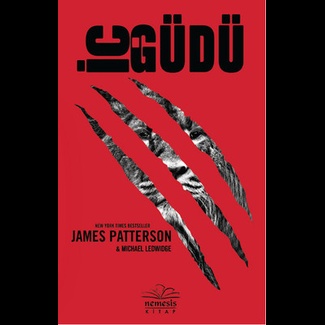 İÇGÜDÜ
NEW YORK TIMES BESTSELLER
JAMES PATTERSON
& MICHAEL LEDWIDGE
nemesis
KİTAP